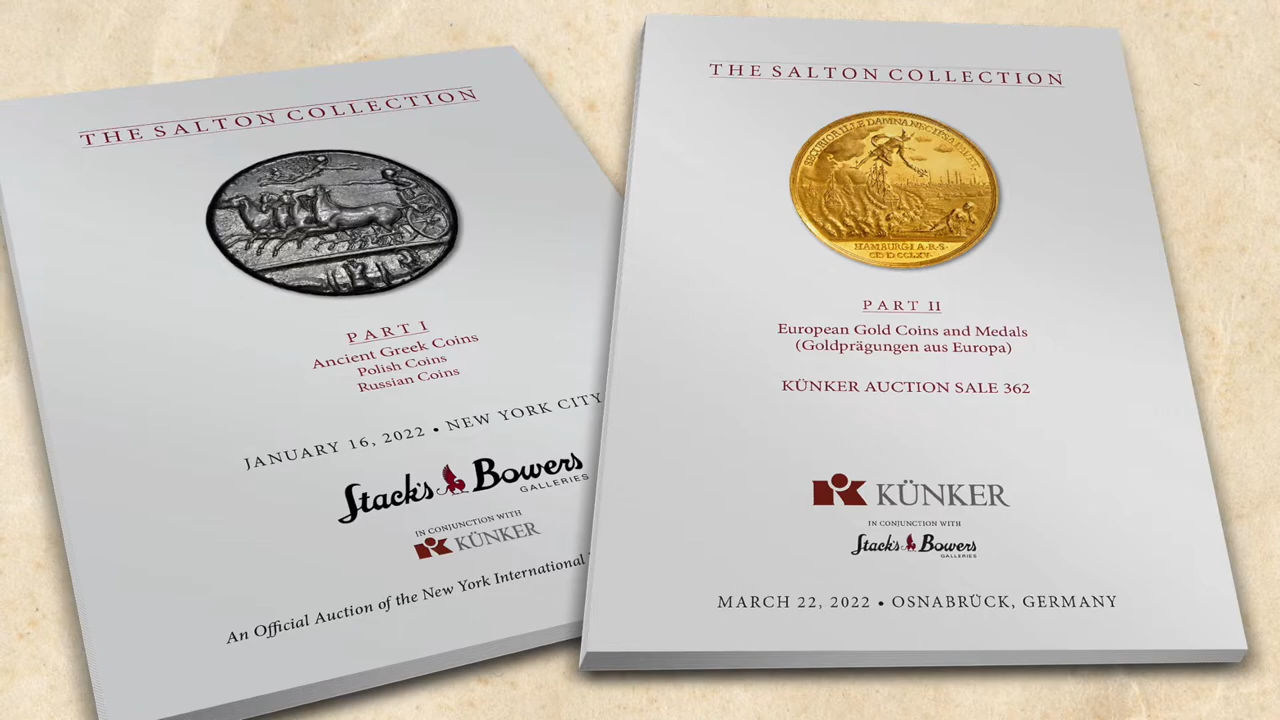 THE SALTON COLLECTION
PART I
Ancient Greek Coins
Polish Coins
Russian Coins
JANUARY 16, 2022 • NEW YORK CITY
Stack's Bowers
GALLERIES
IN CONJUNCTION WITH
KÜNKER
An Official Auction of the New York International
THE SALTON COLLECTION
HAMBURGI A·R·S·
PART II
European Gold Coins and Medals
(Goldprägungen aus Europa)
KÜNKER AUCTION SALE 362
KÜNKER
IN CONJUNCTION WITH
Stack's Bowers
GALLERIES
MARCH 22, 2022 • OSNABRÜCK, GERMANY